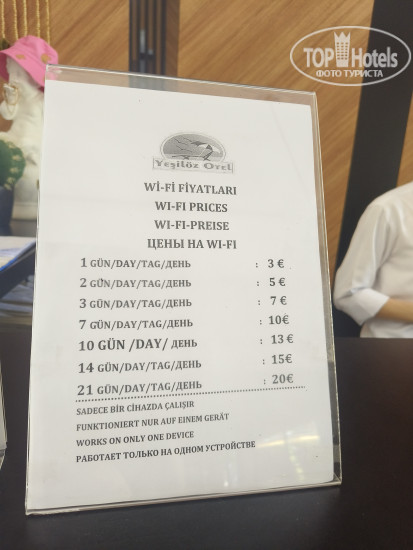 TOP Hotels
ФОТО ТУРИСТА
Yeşilöz Otel
Wİ-Fİ FİYATLARI
WI-FI PRICES
WI-FI-PREISE
ЦЕНЫ НА WI-FI
1 GÜN/DAY/TAG/ДЕНЬ : 3 €
2 GÜN/DAY/TAG/ДЕНЬ : 5 €
3 GÜN/DAY/TAG/ДЕНЬ : 7 €
7 GÜN/DAY/TAG/ДЕНЬ : 10€
10 GÜN /DAY/ ДЕНЬ : 13 €
14 GÜN/DAY/TAG/ДЕНЬ : 15€
21 GÜN/DAY/TAG/ДЕНЬ : 20€
SADECE BİR CİHAZDA ÇALIŞIR
FUNKTIONIERT NUR AUF EINEM GERÄT
WORKS ON ONLY ONE DEVICE
РАБОТАЕТ ТОЛЬКО НА ОДНОМ УСТРОЙСТВЕ